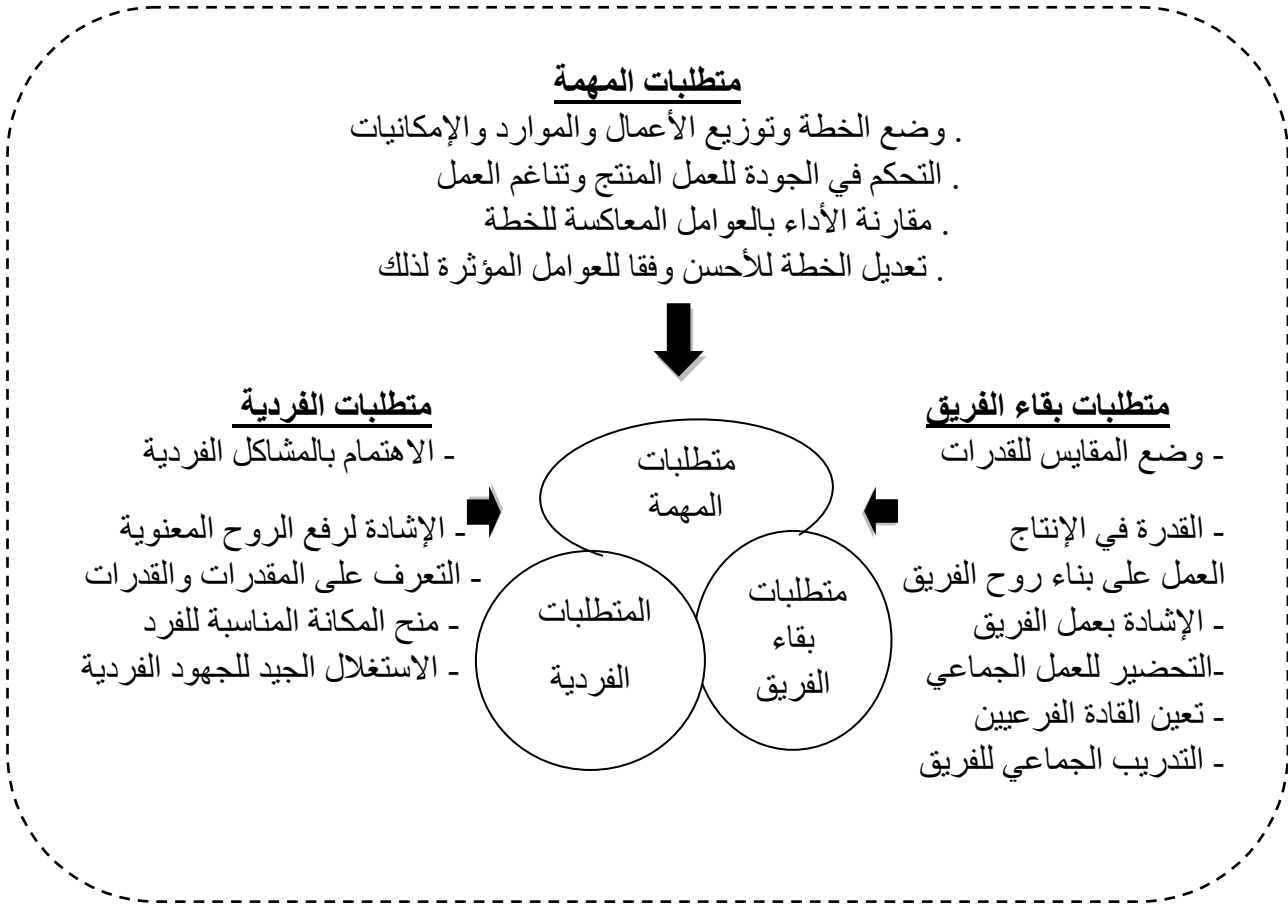 متطلبات المهمة
. وضع الخطة وتوزيع الأعمال والموارد والإمكانيات
. التحكم في الجودة للعمل المنتج وتناغم العمل
. مقارنة الأداء بالعوامل المعاكسة للخطة
. تعديل الخطة للأحسن وفقا للعوامل المؤثرة لذلك
متطلبات بقاء الفريق
- وضع المقايس للقدرات
- القدرة في الإنتاج
العمل على بناء روح الفريق
- الإشادة بعمل الفريق
-التحضير للعمل الجماعي
- تعين القادة الفرعيين
- التدريب الجماعي للفريق
متطلبات
المهمة
متطلبات
بقاء
الفريق
المتطلبات
الفردية
متطلبات الفردية
- الاهتمام بالمشاكل الفردية
- الإشادة لرفع الروح المعنوية
- التعرف على المقدرات والقدرات
- منح المكانة المناسبة للفرد
- الاستغلال الجيد للجهود الفردية